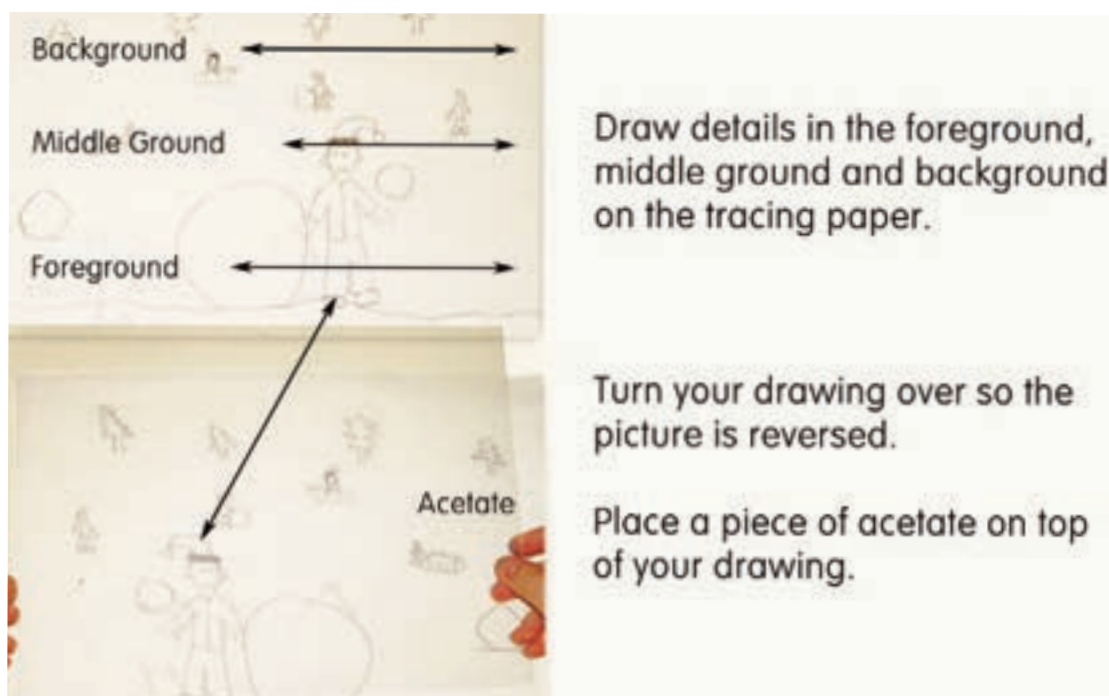 Background
Middle Ground
Foreground
Draw details in the foreground,
middle ground and background
on the tracing paper.
Acetate
Turn your drawing over so the
picture is reversed.
Place a piece of acetate on top
of your drawing.